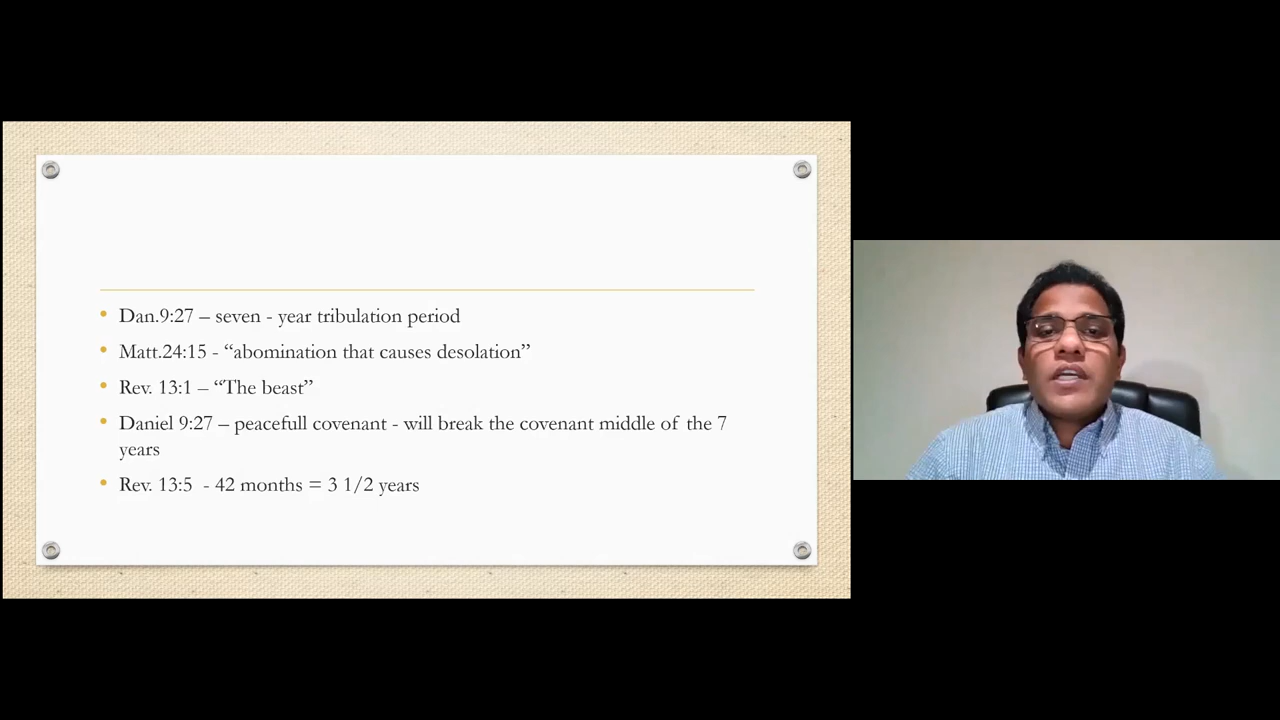 Dan.9:27 – seven - year tribulation period
Matt.24:15 - “abomination that causes desolation”
Rev. 13:1 – “The beast”
Daniel 9:27 – peacefull covenant - will break the covenant middle of the 7
years
Rev. 13:5 - 42 months = 3 1/2 years